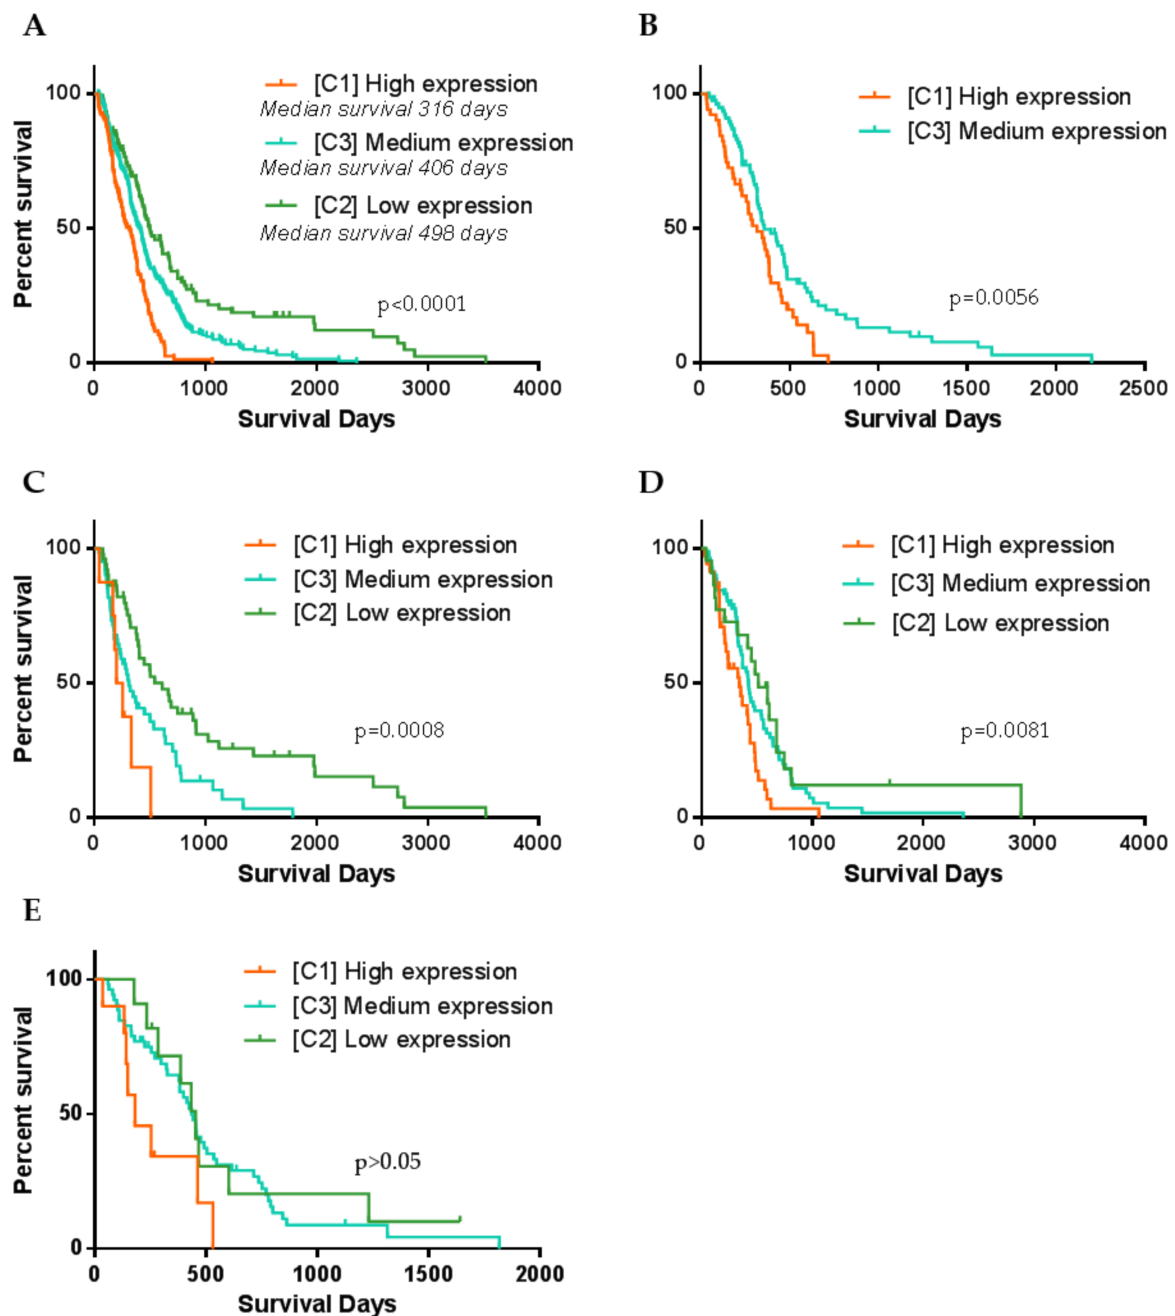 A
[C1] High expression
Median survival 316 days
[C3] Medium expression
Median survival 406 days
[C2] Low expression
Median survival 498 days
p<0.0001
Percent survival
100
50
0
0 1000 2000 3000 4000
Survival Days
B
[C1] High expression
[C3] Medium expression
p=0.0056
Percent survival
100
50
0
0 500 1000 1500 2000 2500
Survival Days
C
[C1] High expression
[C3] Medium expression
[C2] Low expression
p=0.0008
Percent survival
100
50
0
0 1000 2000 3000 4000
Survival Days
D
[C1] High expression
[C3] Medium expression
[C2] Low expression
p=0.0081
Percent survival
100
50
0
0 1000 2000 3000 4000
Survival Days
E
[C1] High expression
[C3] Medium expression
[C2] Low expression
p>0.05
Percent survival
100
50
0
0 500 1000 1500 2000
Survival Days